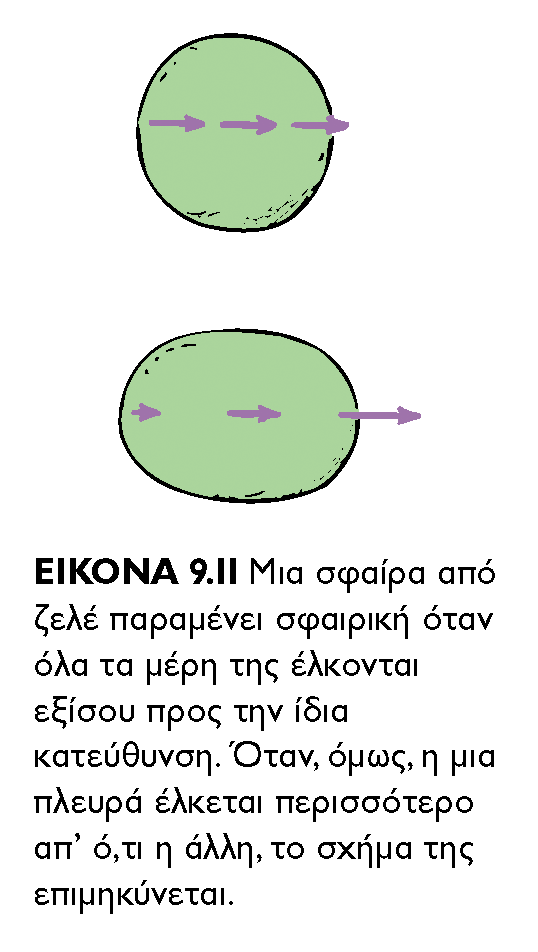 ΕΙΚΟΝΑ 9.11 Μια σφαίρα από
ζελέ παραμένει σφαιρική όταν
όλα τα μέρη της έλκονται
εξίσου προς την ίδια
κατεύθυνση. Όταν, όμως, η μια
πλευρά έλκεται περισσότερο
απ’ ό,τι η άλλη, το σχήμα της
επιμηκύνεται.